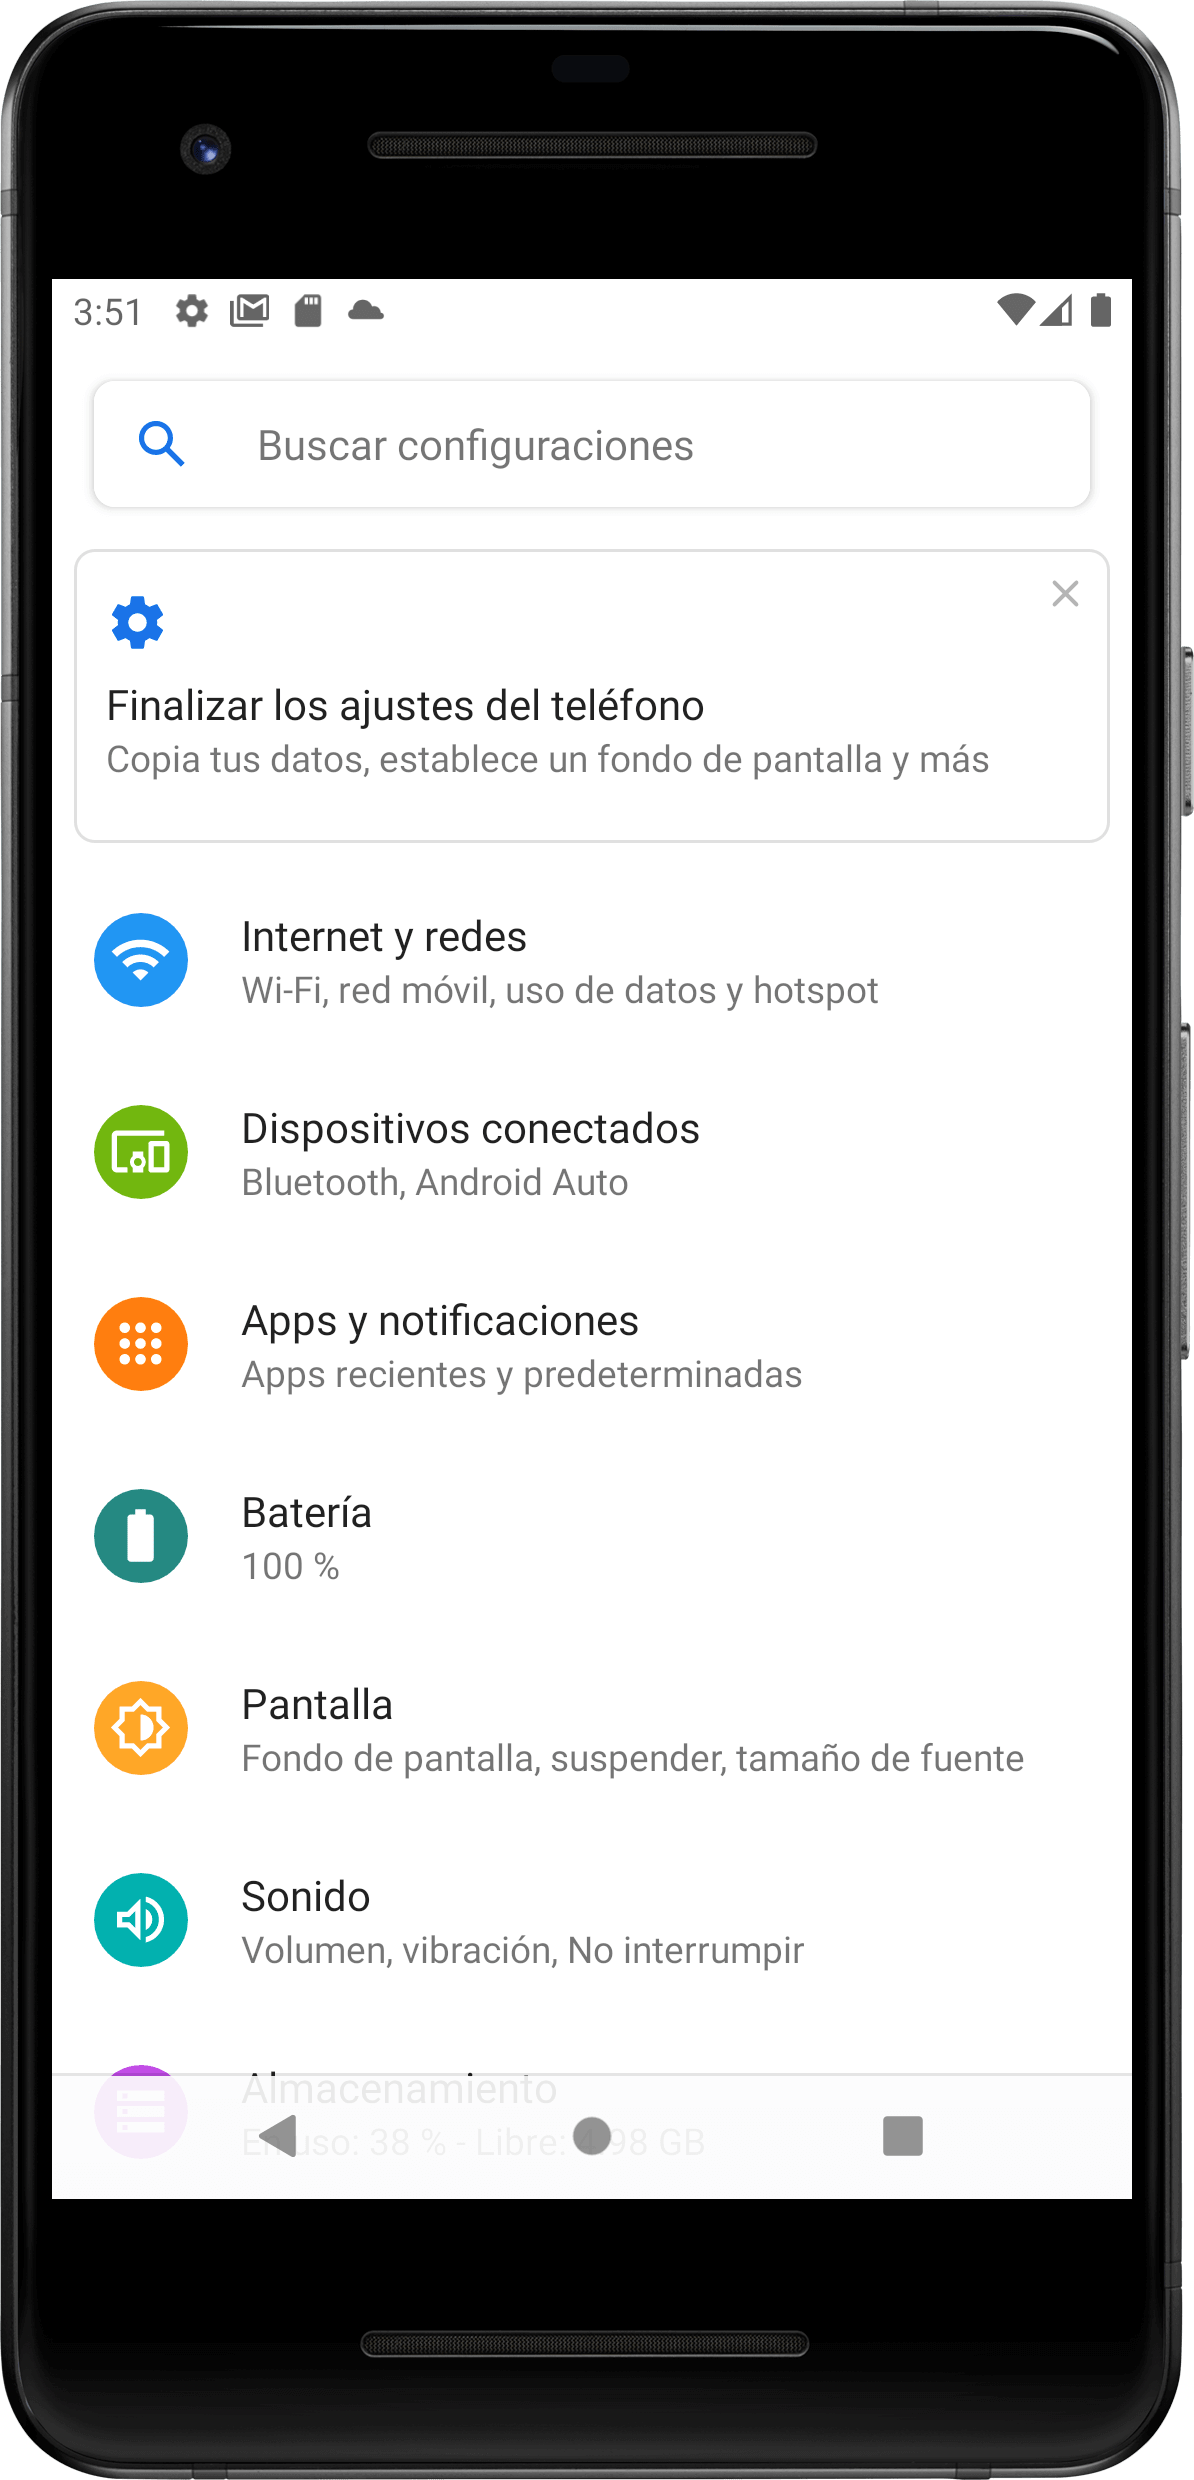 3:51
Buscar configuraciones
Finalizar los ajustes del teléfono
Copia tus datos, establece un fondo de pantalla y más
Internet y redes
Wi-Fi, red móvil, uso de datos y hotspot
Dispositivos conectados
Bluetooth, Android Auto
Apps y notificaciones
Apps recientes y predeterminadas
Batería
100 %
Pantalla
Fondo de pantalla, suspender, tamaño de fuente
Sonido
Volumen, vibración, No interrumpir
Almacenamiento
uso: 38 % - Libre: GB